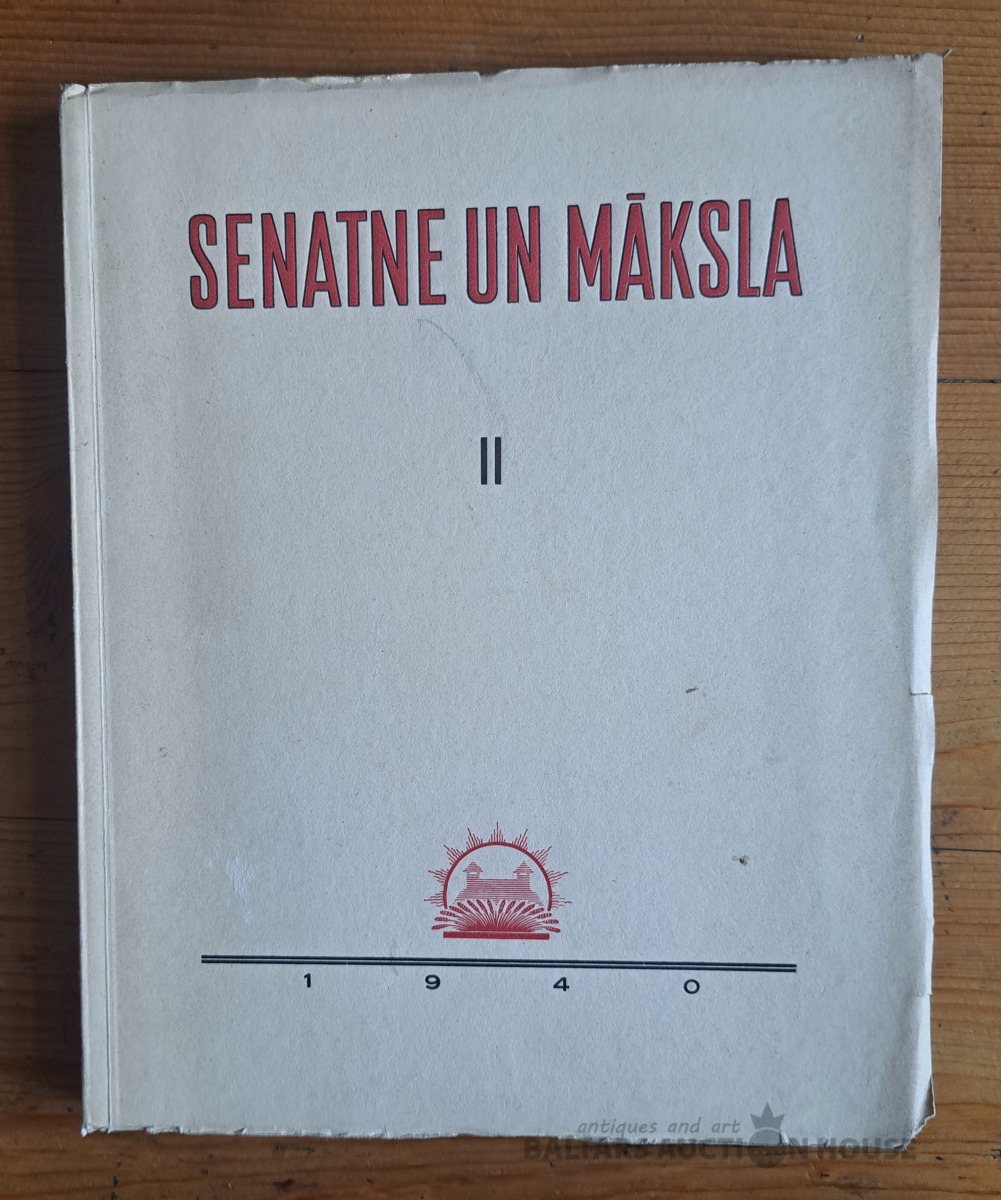 SENATNE UN MĀKSLA
II
1 9 4 0
antiques and art
BALTARS AUCTION HOUSE